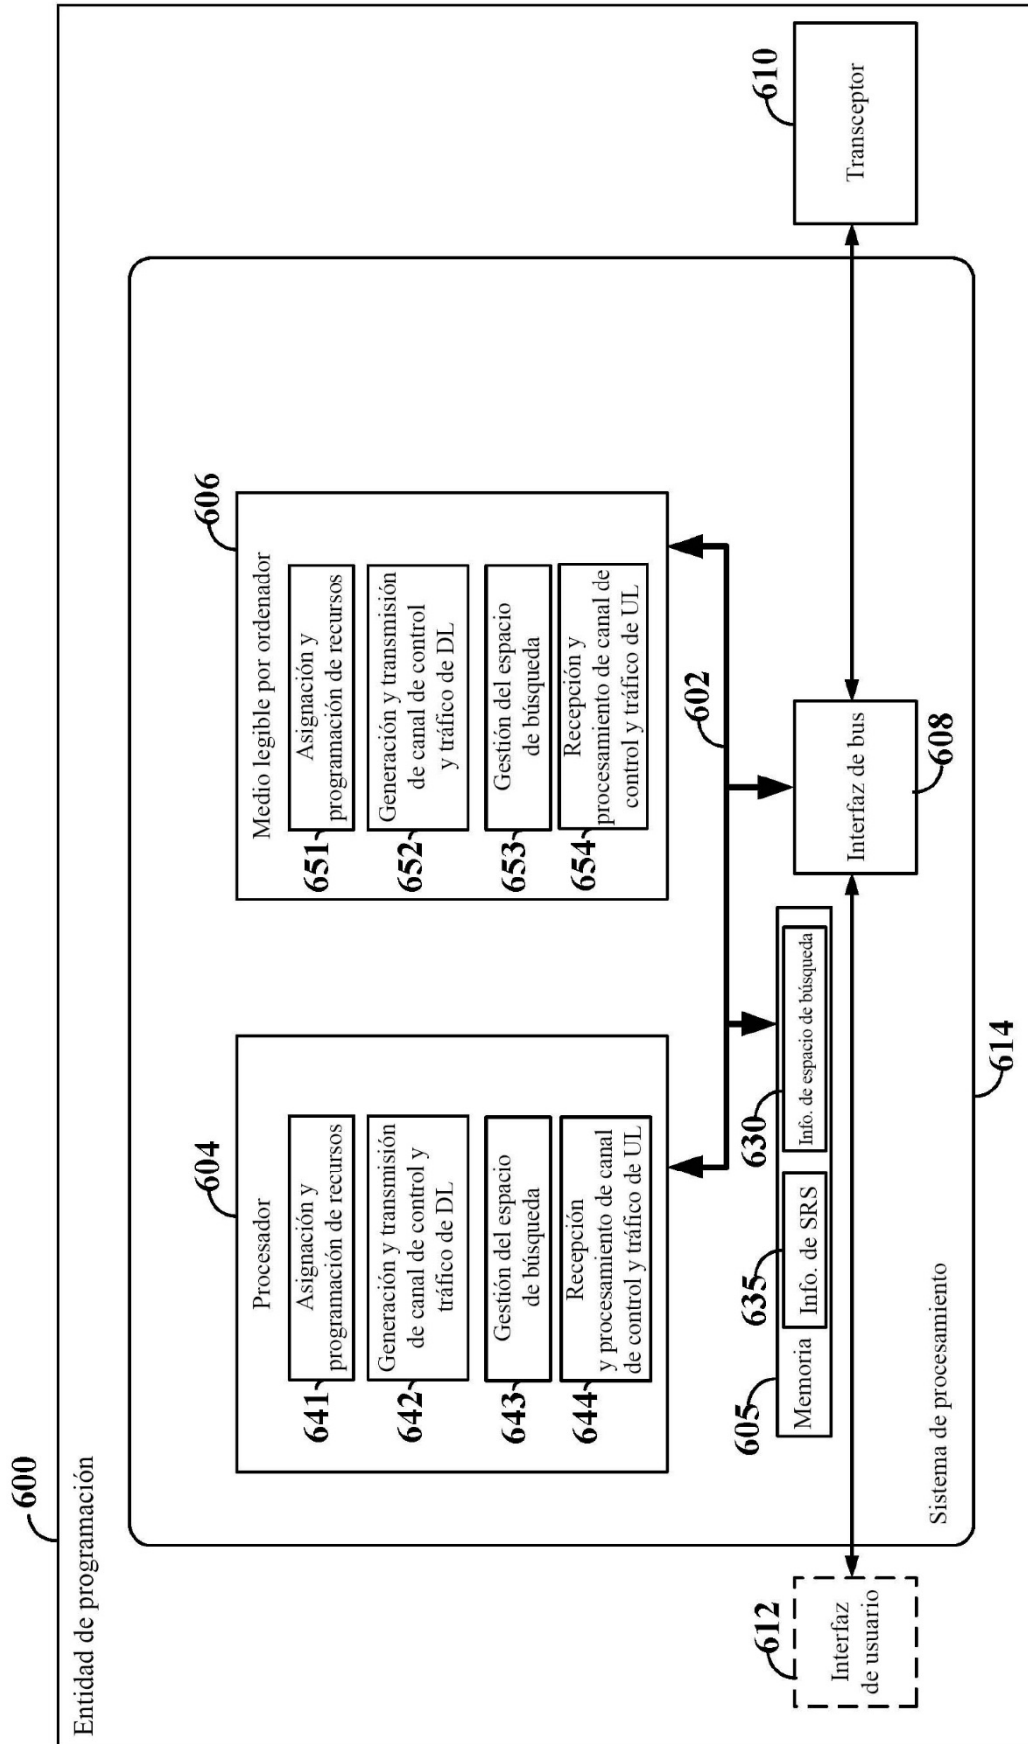 600
Entidad de programación
604
Procesador
641
Asignación y
programación de recursos
642
Generación y transmisión
de canal de control y
tráfico de DL
643
Gestión del espacio
de búsqueda
644
Recepción
y procesamiento de canal
de control y tráfico de UL
606
Medio legible por ordenador
651
Asignación y
programación de recursos
652
Generación y transmisión
de canal de control
y tráfico de DL
653
Gestión del espacio
de búsqueda
654
Recepción y
procesamiento de canal de
control y tráfico de UL
602
605
Memoria
635
Info. de SRS
630
Info. de espacio de búsqueda
612
Interfaz
de usuario
Interfaz de bus
608
610
Transceptor
Sistema de procesamiento
614